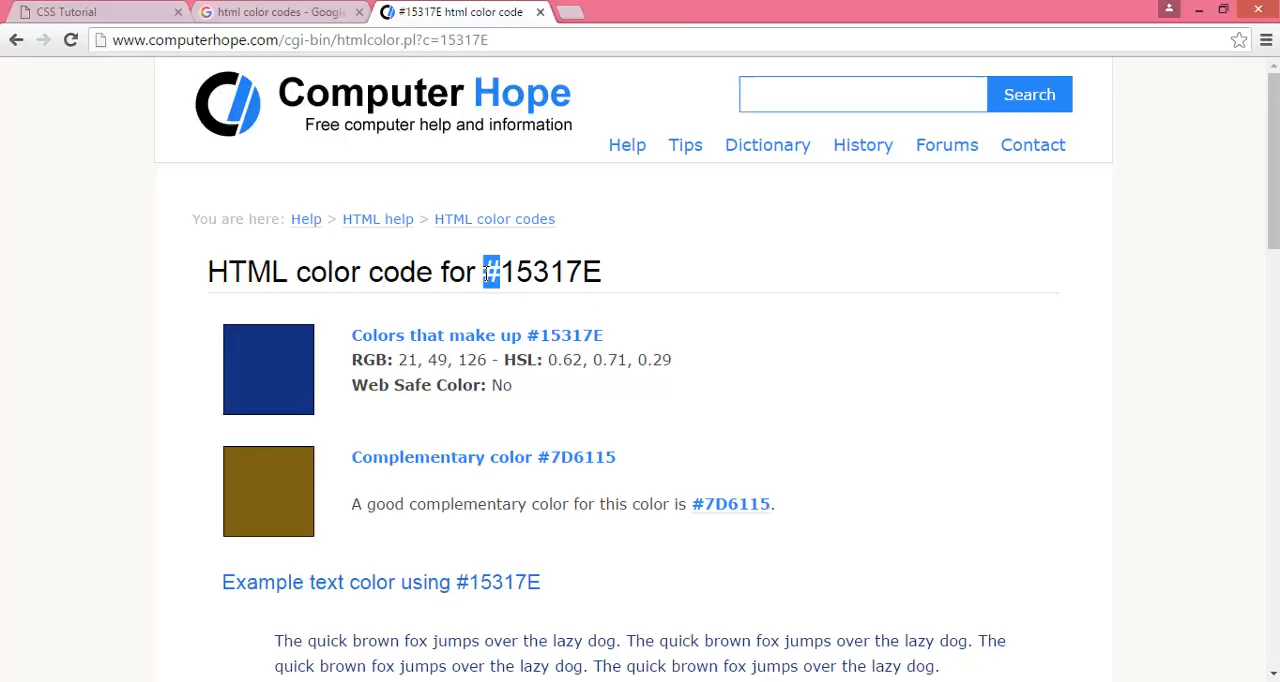 CSS Tutorial
html color codes - Google
#15317E html color code
www.computerhope.com/cgi-bin/htmlcolor.pl?c=15317E
Computer Hope
Free computer help and information
Search
Help Tips Dictionary History Forums Contact
You are here: Help > HTML help > HTML color codes
HTML color code for #15317E
Colors that make up #15317E
RGB: 21, 49, 126 - HSL: 0.62, 0.71, 0.29
Web Safe Color: No
Complementary color #7D6115
A good complementary color for this color is #7D6115.
Example text color using #15317E
The quick brown fox jumps over the lazy dog. The quick brown fox jumps over the lazy dog. The
quick brown fox jumps over the lazy dog. The quick brown fox jumps over the lazy dog.